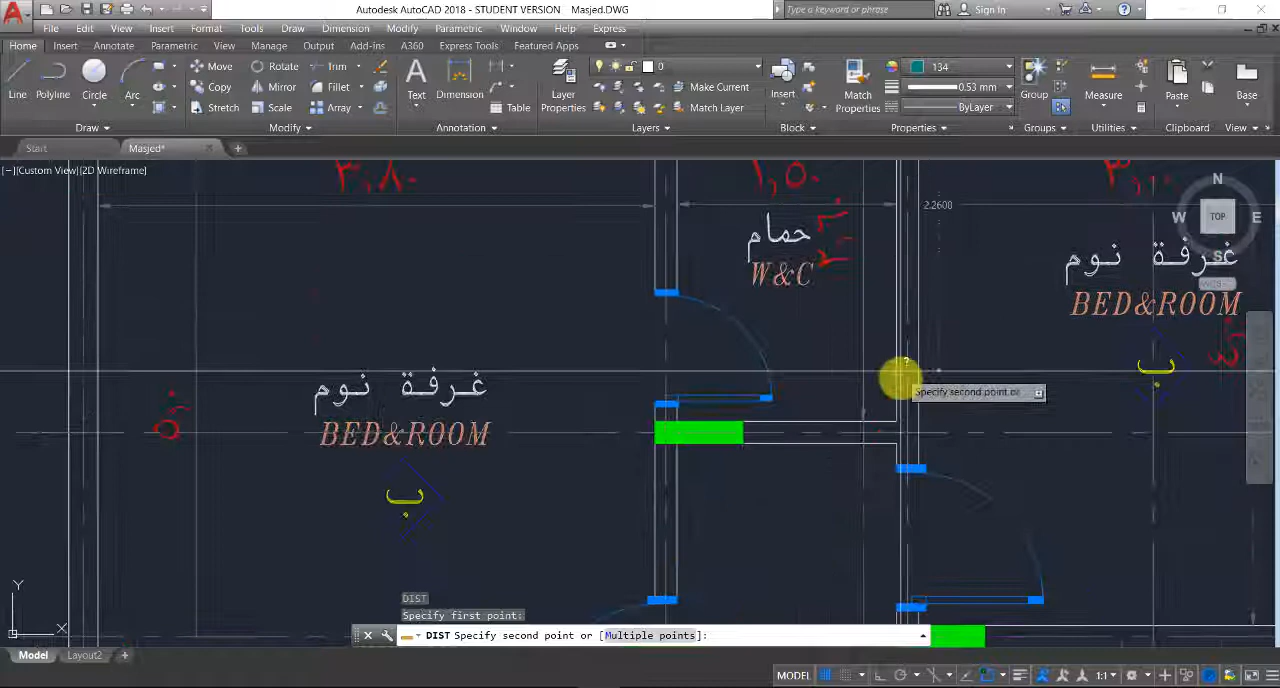 Autodesk AutoCAD 2018 - STUDENT VERSION Masjed.DWG
Type a keyword or phrase
Sign In
File Edit View Insert Format Tools Draw Dimension Modify Parametric Window Help Express
Home Insert Annotate Parametric View Manage Output Add-ins A360 Express Tools Featured Apps
Move Rotate Trim
0
134
Copy Mirror Fillet
Make Current
0.53 mm
Line Polyline Circle Arc
Stretch Scale Array
Text Dimension
Table
Layer Properties
Match Layer
Insert
Match Properties
ByLayer
Group
Measure
Paste
Base
Draw Modify Annotation Layers Block Properties Groups Utilities Clipboard View
Start Masjed*
[−][Custom View][2D Wireframe]
٣,٨٠ ١,٥٠
N
W TOP E
S
2.2600
حمام
W&C
غرفة نوم
BED&ROOM
ب
غرفة نوم
BED&ROOM
ب
Specify second point or
DIST
Specify first point:
DIST Specify second point or [Multiple points]:
Y
X
Model Layout2
MODEL
1:1